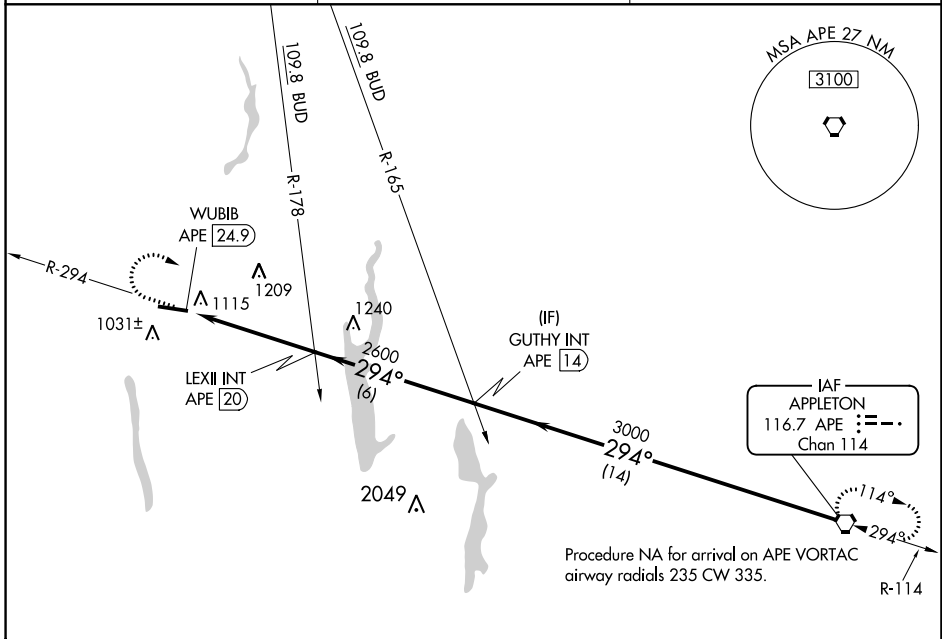 MSA APE 27 NM
3100
109.8 BUD
R-178
109.8 BUD
R-165
WUBIB
APE 24.9
R-294
1115
1209
1031±
1240
LEXII INT
APE 20
2600
294°
(6)
(IF)
GUTHY INT
APE 14
3000
294°
(14)
IAF
APPLETON
116.7 APE
Chan 114
2049
114°
294°
R-114
Procedure NA for arrival on APE VORTAC
airway radials 235 CW 335.